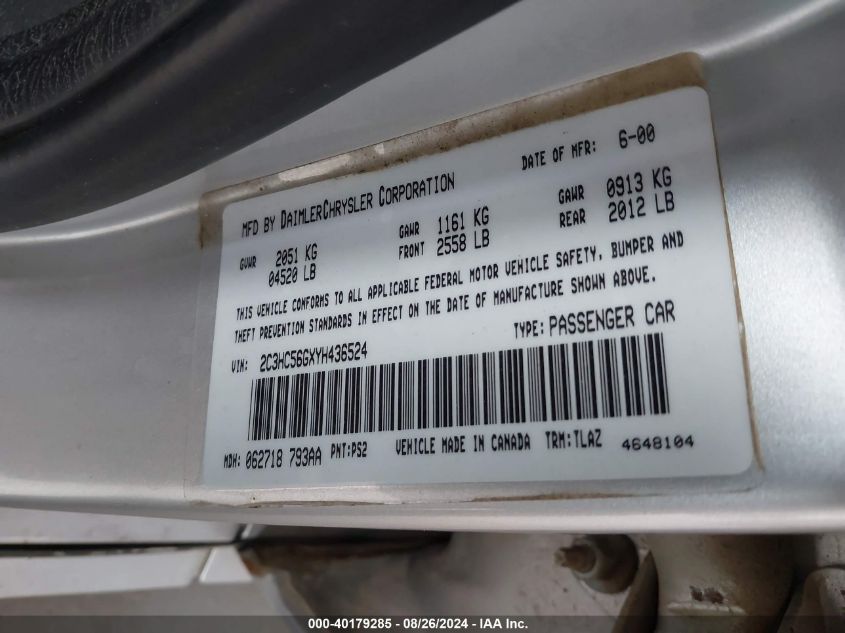 MFD BY DAIMLERCHRYSLER CORPORATION DATE OF MFR: 6-00
GVWR 2051 KG GAWR 1161 KG GAWR 0913 KG
04520 LB FRONT 2558 LB REAR 2012 LB
THIS VEHICLE CONFORMS TO ALL APPLICABLE FEDERAL MOTOR VEHICLE SAFETY, BUMPER AND
THEFT PREVENTION STANDARDS IN EFFECT ON THE DATE OF MANUFACTURE SHOWN ABOVE.
VIN: 2C3HC56GXYH436524 TYPE: PASSENGER CAR
MDH: 062718 793AA PNT:PS2 VEHICLE MADE IN CANADA TRM:TLAZ 4648104
000-40179285 - 08/26/2024 - IAA Inc.